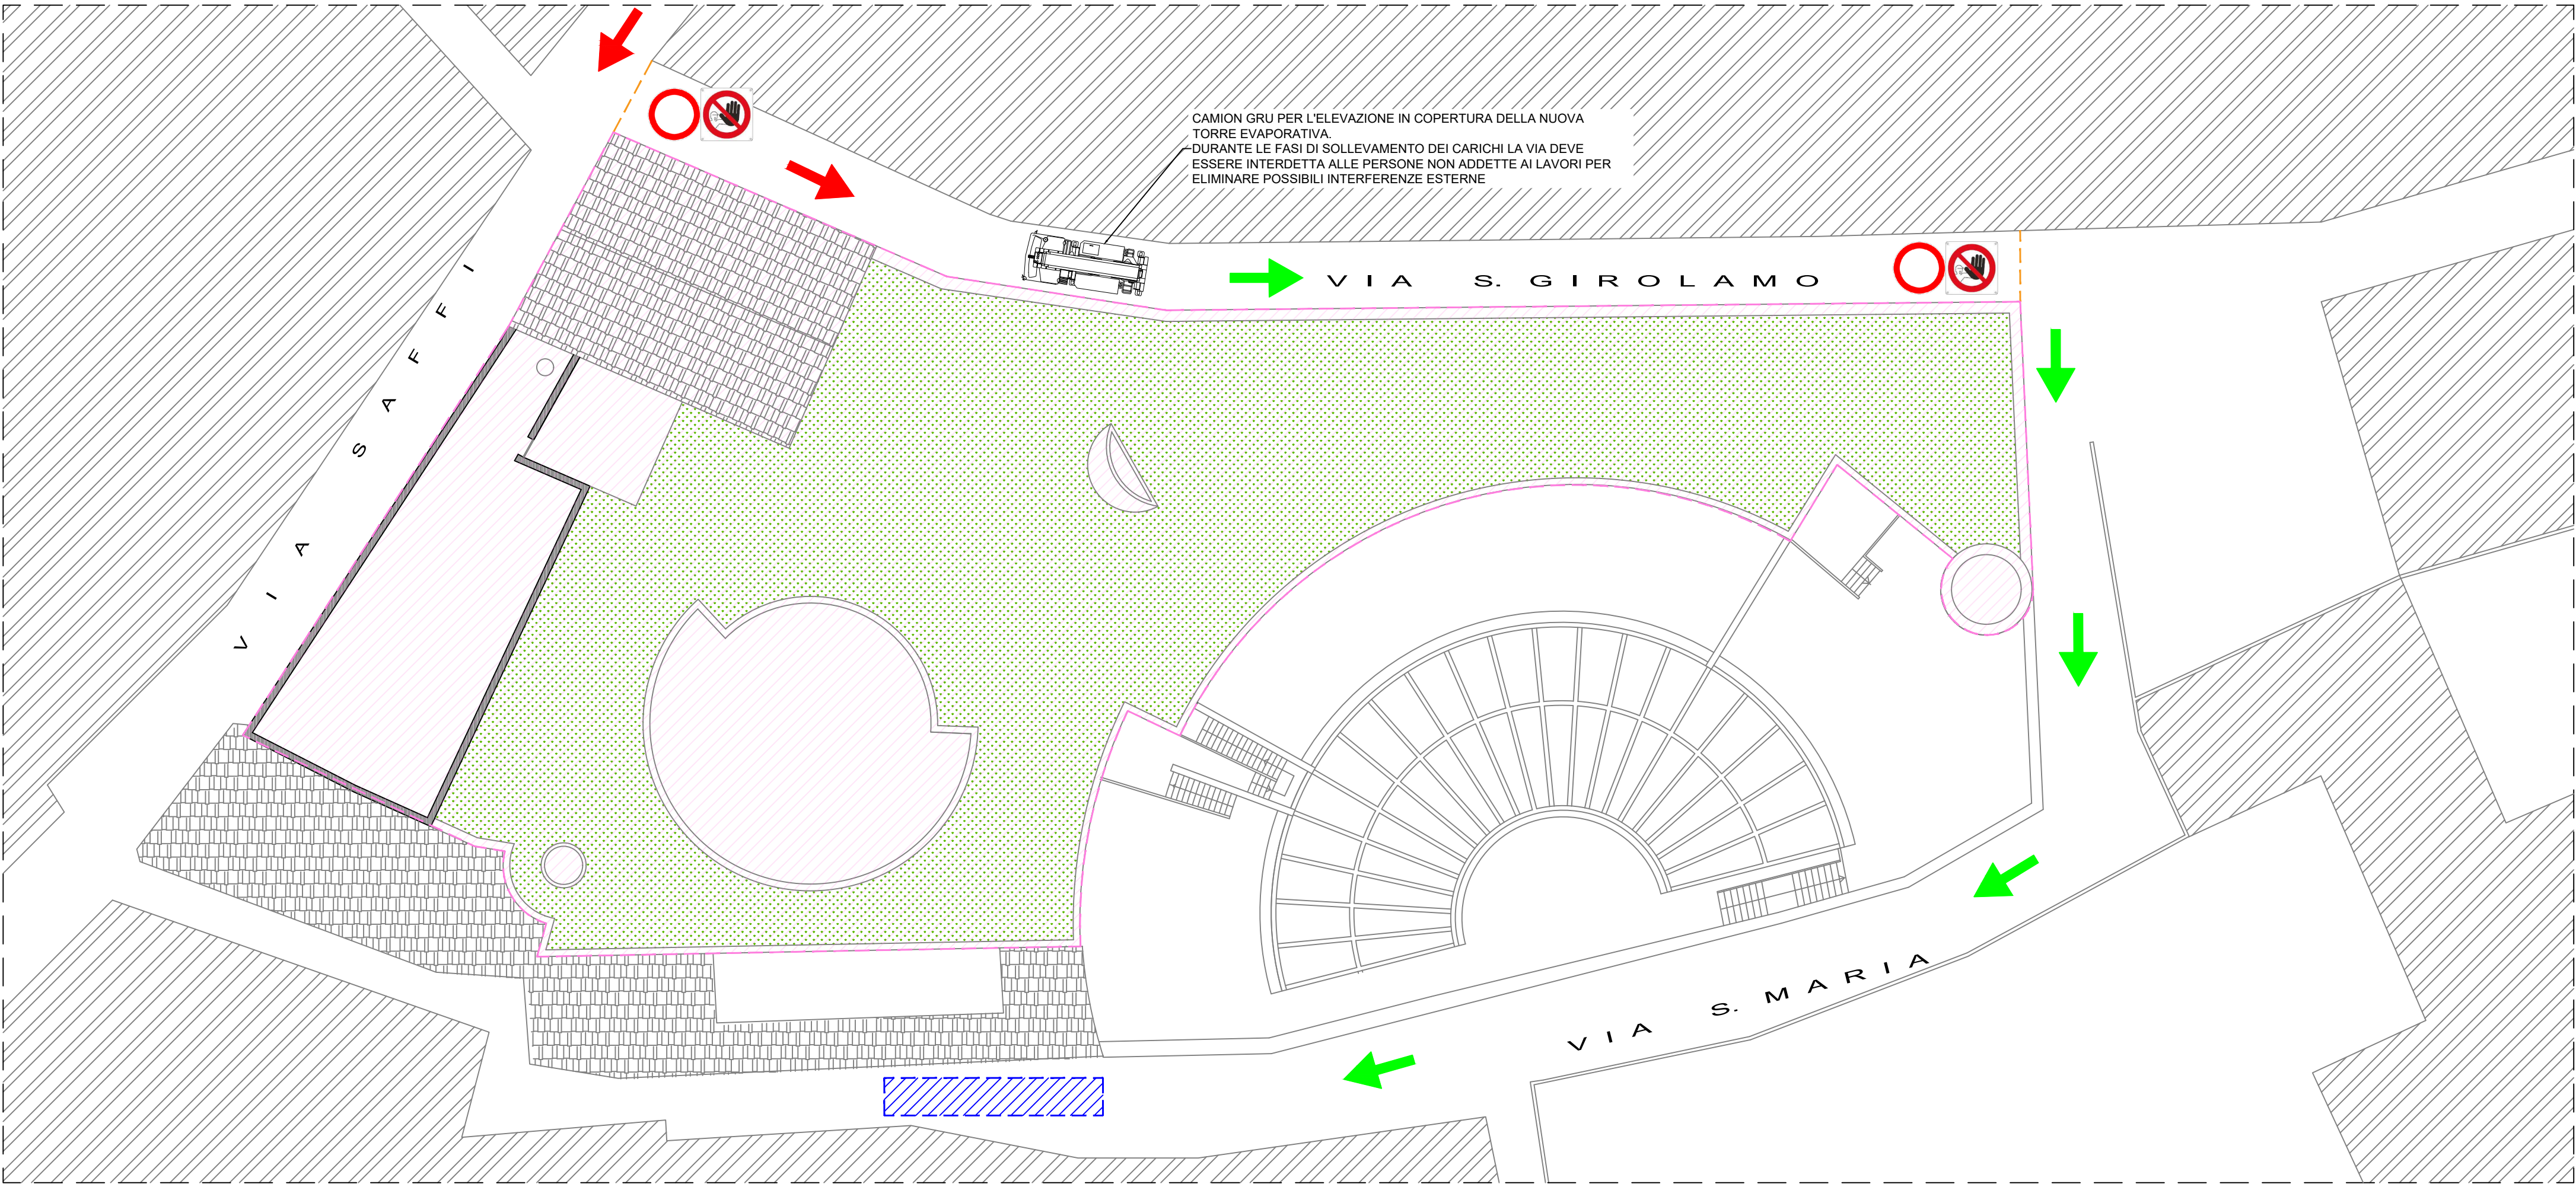 CAMION GRU PER L'ELEVAZIONE IN COPERTURA DELLA NUOVA
TORRE EVAPORATIVA.
DURANTE LE FASI DI SOLLEVAMENTO DEI CARICHI LA VIA DEVE
ESSERE INTERDETTA ALLE PERSONE NON ADDETTE AI LAVORI PER
ELIMINARE POSSIBILI INTERFERENZE ESTERNE
VIA S. GIROLAMO
VIA SAFFI
VIA S. MARIA